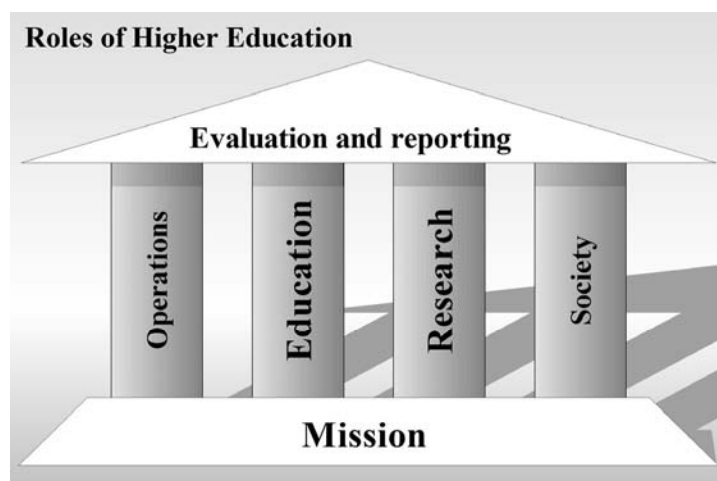 Roles of Higher Education
Evaluation and reporting
Operations
Education
Research
Society
Mission